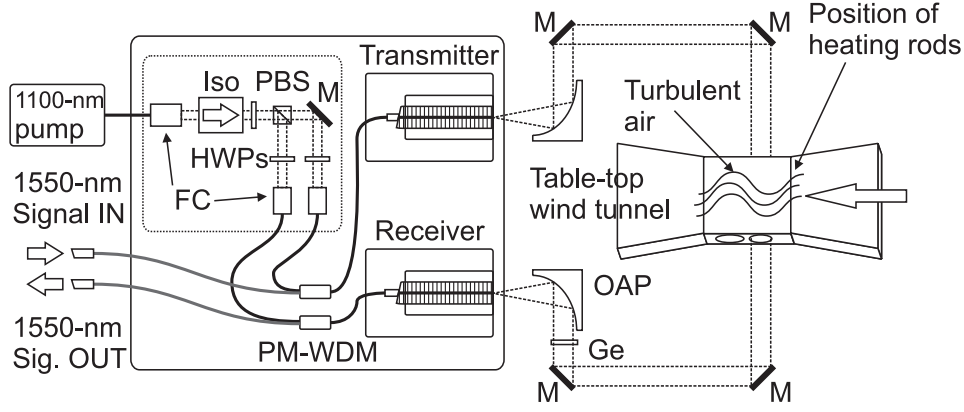 M
M
Position of
heating rods
Transmitter
Iso PBS
M
1100-nm
pump
Turbulent
air
HWPs
FC
Table-top
wind tunnel
1550-nm
Signal IN
Receiver
OAP
1550-nm
Sig. OUT
PM-WDM
Ge
M
M